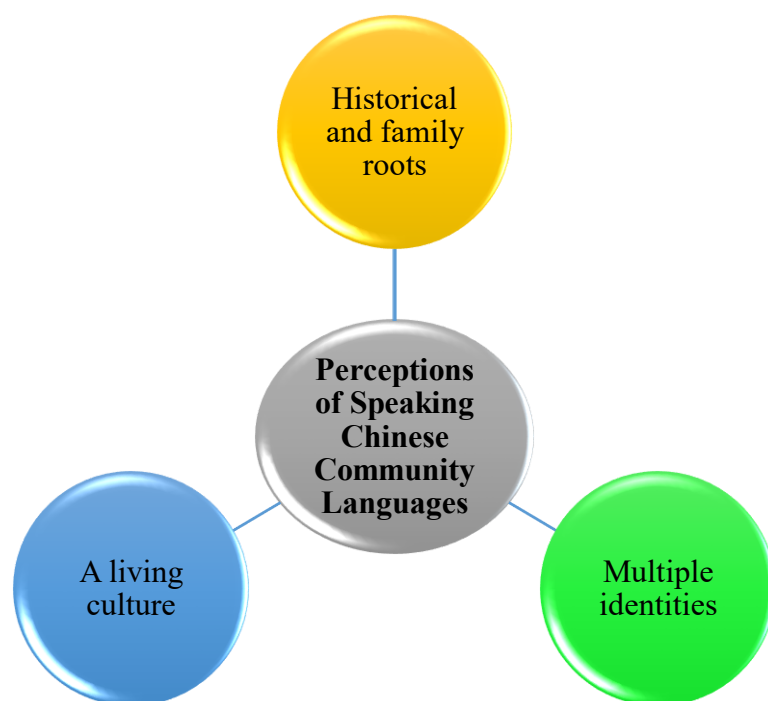 Historical
and family
roots
Perceptions
of Speaking
Chinese
Community
Languages
A living
culture
Multiple
identities